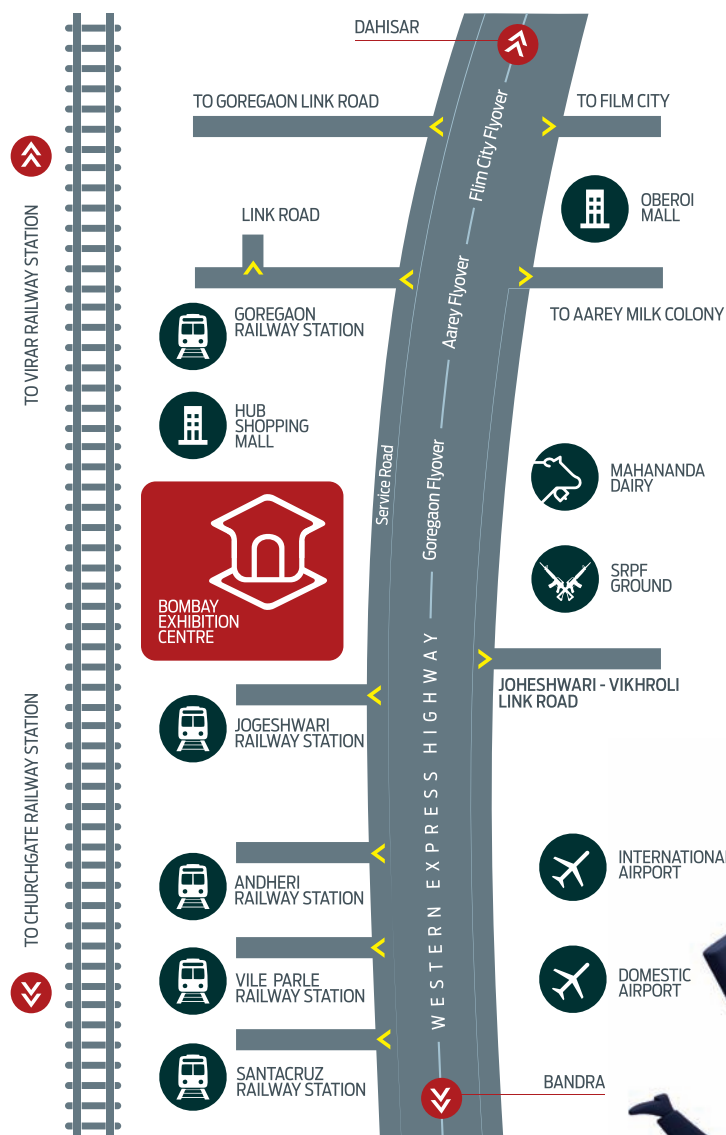 DAHISAR
TO GOREGAON LINK ROAD
TO FILM CITY
Flim City Flyover
OBEROI
MALL
LINK ROAD
TO VIRAR RAILWAY STATION
Aarey Flyover
TO AAREY MILK COLONY
GOREGAON
RAILWAY STATION
HUB
SHOPPING
MALL
Service Road
Goregaon Flyover
MAHANANDA
DAIRY
SRPF
GROUND
BOMBAY
EXHIBITION
CENTRE
WESTERN EXPRESS HIGHWAY
JOHESHWARI - VIKHROLI
LINK ROAD
JOGESHWARI
RAILWAY STATION
TO CHURCHGATE RAILWAY STATION
INTERNATIONAL
AIRPORT
ANDHERI
RAILWAY STATION
VILE PARLE
RAILWAY STATION
DOMESTIC
AIRPORT
SANTACRUZ
RAILWAY STATION
BANDRA